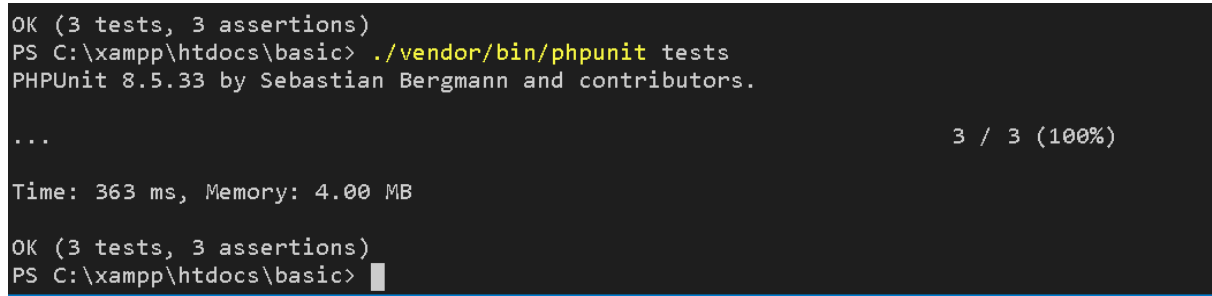 OK (3 tests, 3 assertions)
PS C:\xampp\htdocs\basic> ./vendor/bin/phpunit tests
PHPUnit 8.5.33 by Sebastian Bergmann and contributors.
... 3 / 3 (100%)
Time: 363 ms, Memory: 4.00 MB
OK (3 tests, 3 assertions)
PS C:\xampp\htdocs\basic>